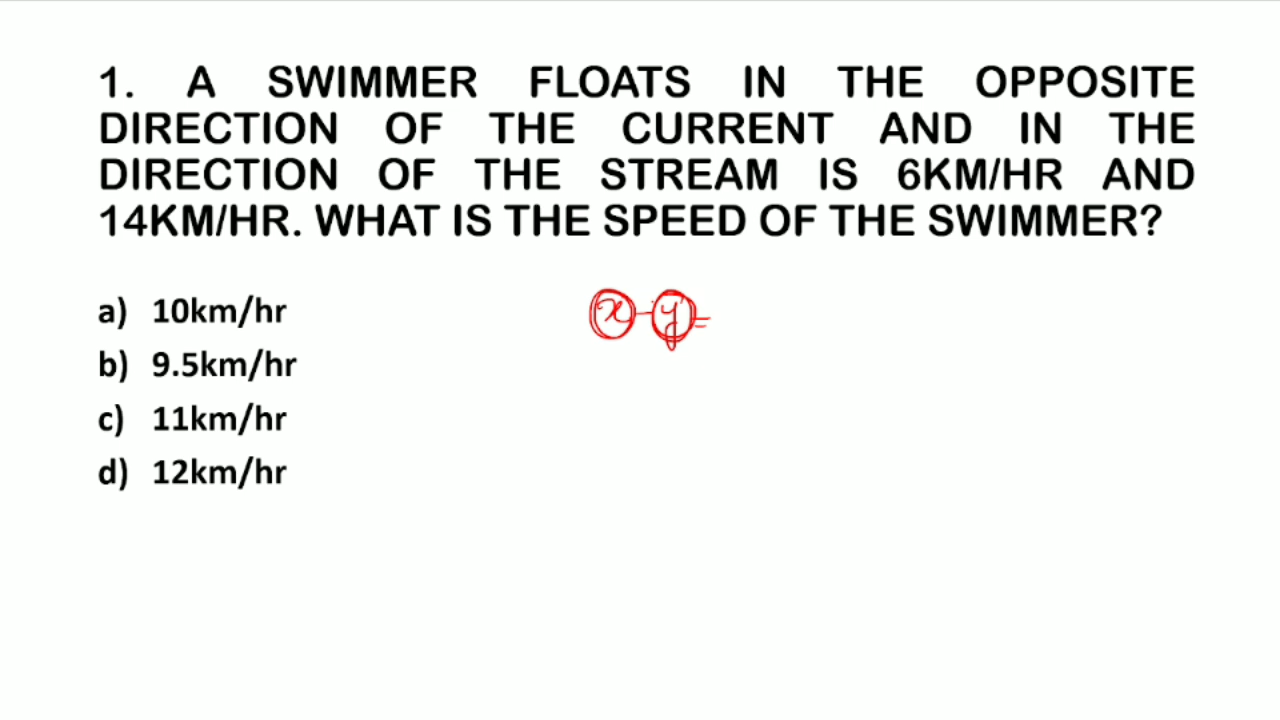 1. A SWIMMER FLOATS IN THE OPPOSITE
DIRECTION OF THE CURRENT AND IN THE
DIRECTION OF THE STREAM IS 6KM/HR AND
14KM/HR. WHAT IS THE SPEED OF THE SWIMMER?
a) 10km/hr
x - y =
b) 9.5km/hr
c) 11km/hr
d) 12km/hr